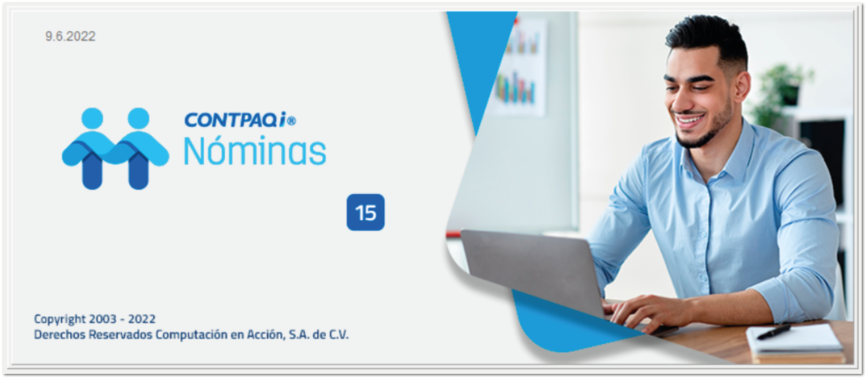 9.6.2022
CONTPAQi®
Nóminas
15
Copyright 2003 - 2022
Derechos Reservados Computación en Acción, S.A. de C.V.